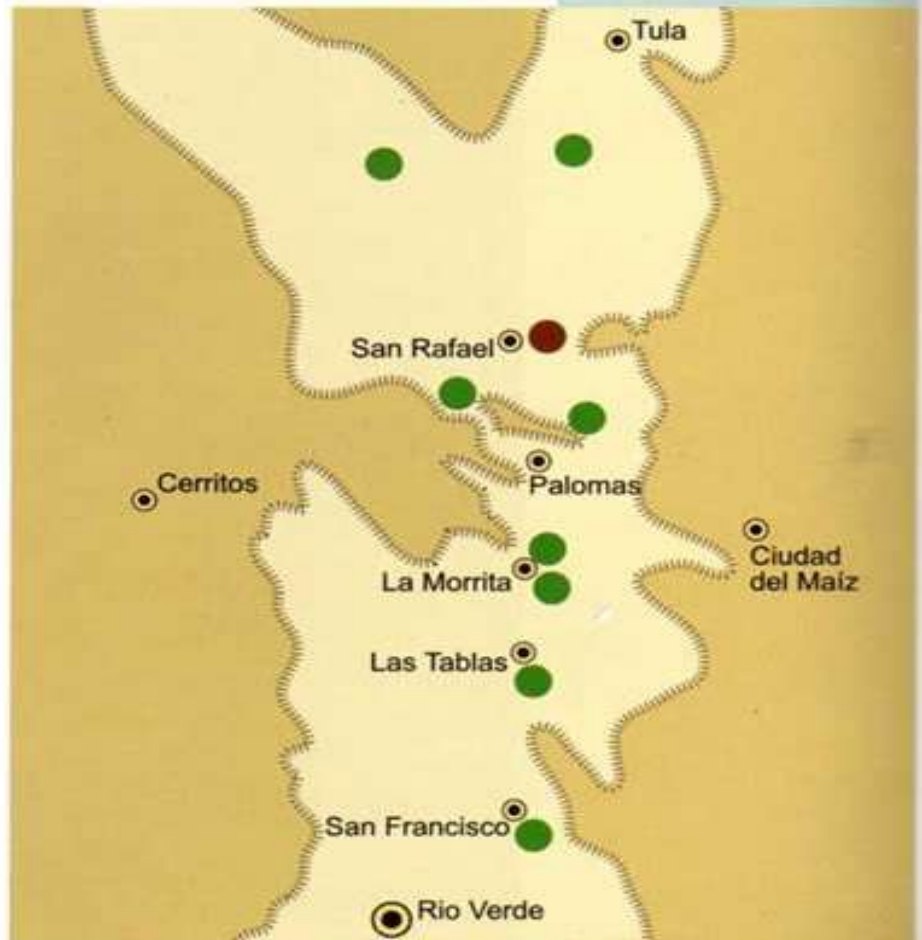 Tula
San Rafael
Palomas
Cerritos
Ciudad
del Maíz
La Morrita
Las Tablas
San Francisco
Rio Verde